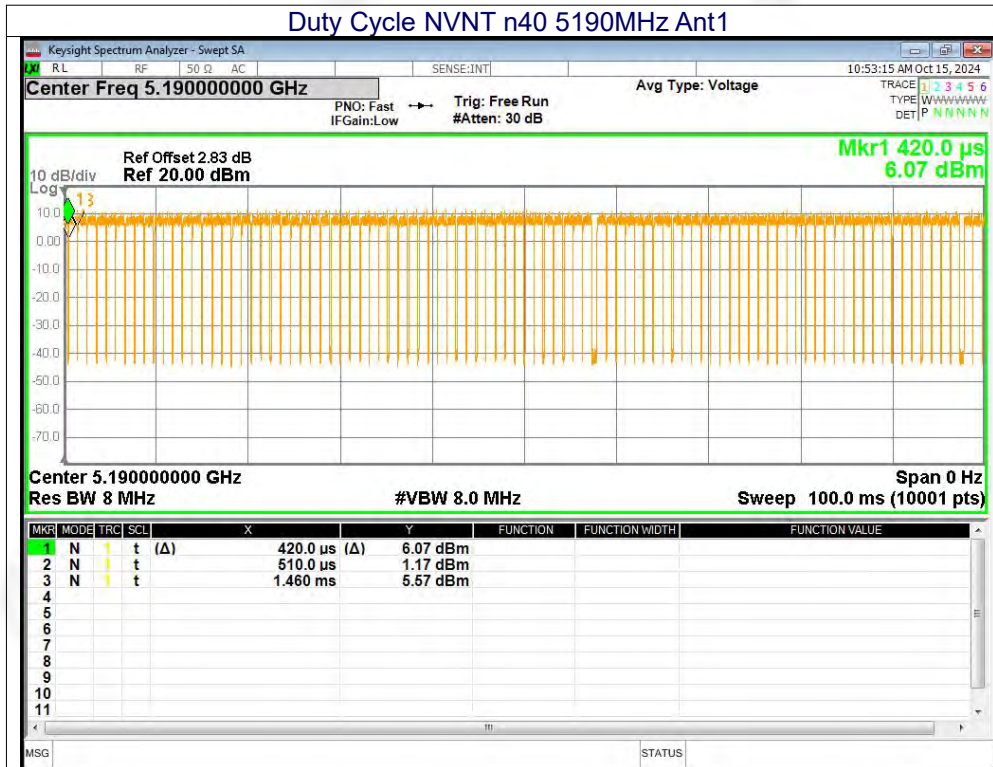 Duty Cycle NVNT n40 5190MHz Ant1
Keysight Spectrum Analyzer - Swept SA
LXI RL RF 50 Ω AC SENSE:INT 10:53:15 AM Oct 15, 2024
Center Freq 5.190000000 GHz Avg Type: Voltage TRACE 1 2 3 4 5 6
PNO: Fast Trig: Free Run TYPE WWWWWWW
IFGain:Low #Atten: 30 dB DET P N N N N N
Mkr1 420.0 µs
Ref Offset 2.83 dB
10 dB/div Ref 20.00 dBm 6.07 dBm
Log
1 3
10.0
0.00
-10.0
-20.0
-30.0
-40.0
-50.0
-60.0
-70.0
Center 5.190000000 GHz Span 0 Hz
Res BW 8 MHz #VBW 8.0 MHz Sweep 100.0 ms (10001 pts)
MKR MODE TRC SCL X Y FUNCTION FUNCTION WIDTH FUNCTION VALUE
1 N 1 t (Δ) 420.0 µs (Δ) 6.07 dBm
2 N 1 t 510.0 µs 1.17 dBm
3 N 1 t 1.460 ms 5.57 dBm
4
5
6
7
8
9
10
11
MSG STATUS